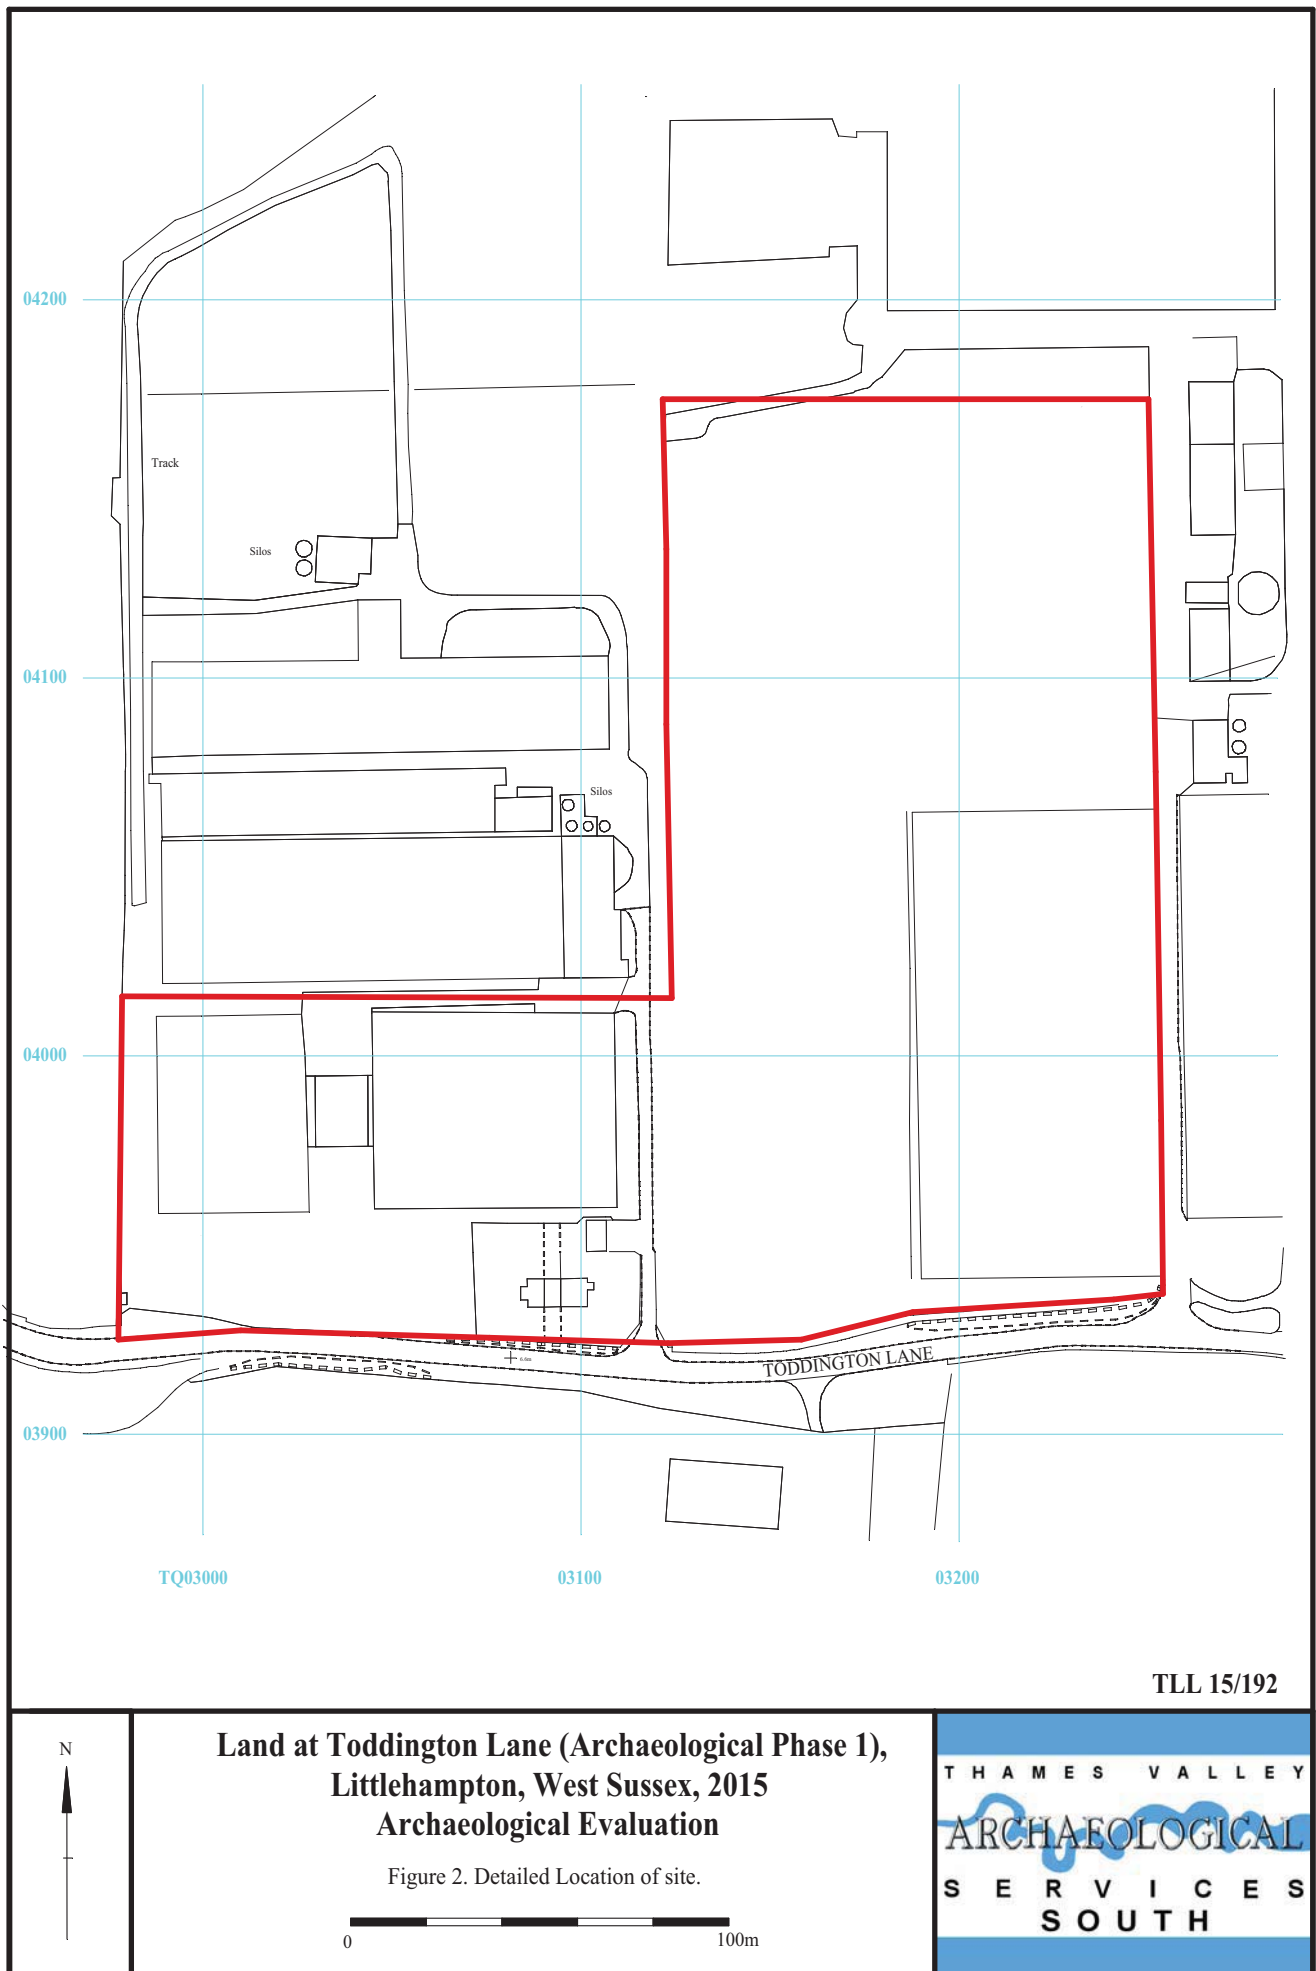 04200
Track
Silos
04100
Silos
04000
6.6m
TODDINGTON LANE
03900
TQ03000
03100
03200
TLL 15/192
N
Land at Toddington Lane (Archaeological Phase 1),
Littlehampton, West Sussex, 2015
Archaeological Evaluation
Figure 2. Detailed Location of site.
0
100m
THAMES VALLEY
ARCHAEOLOGICAL
SERVICES
SOUTH